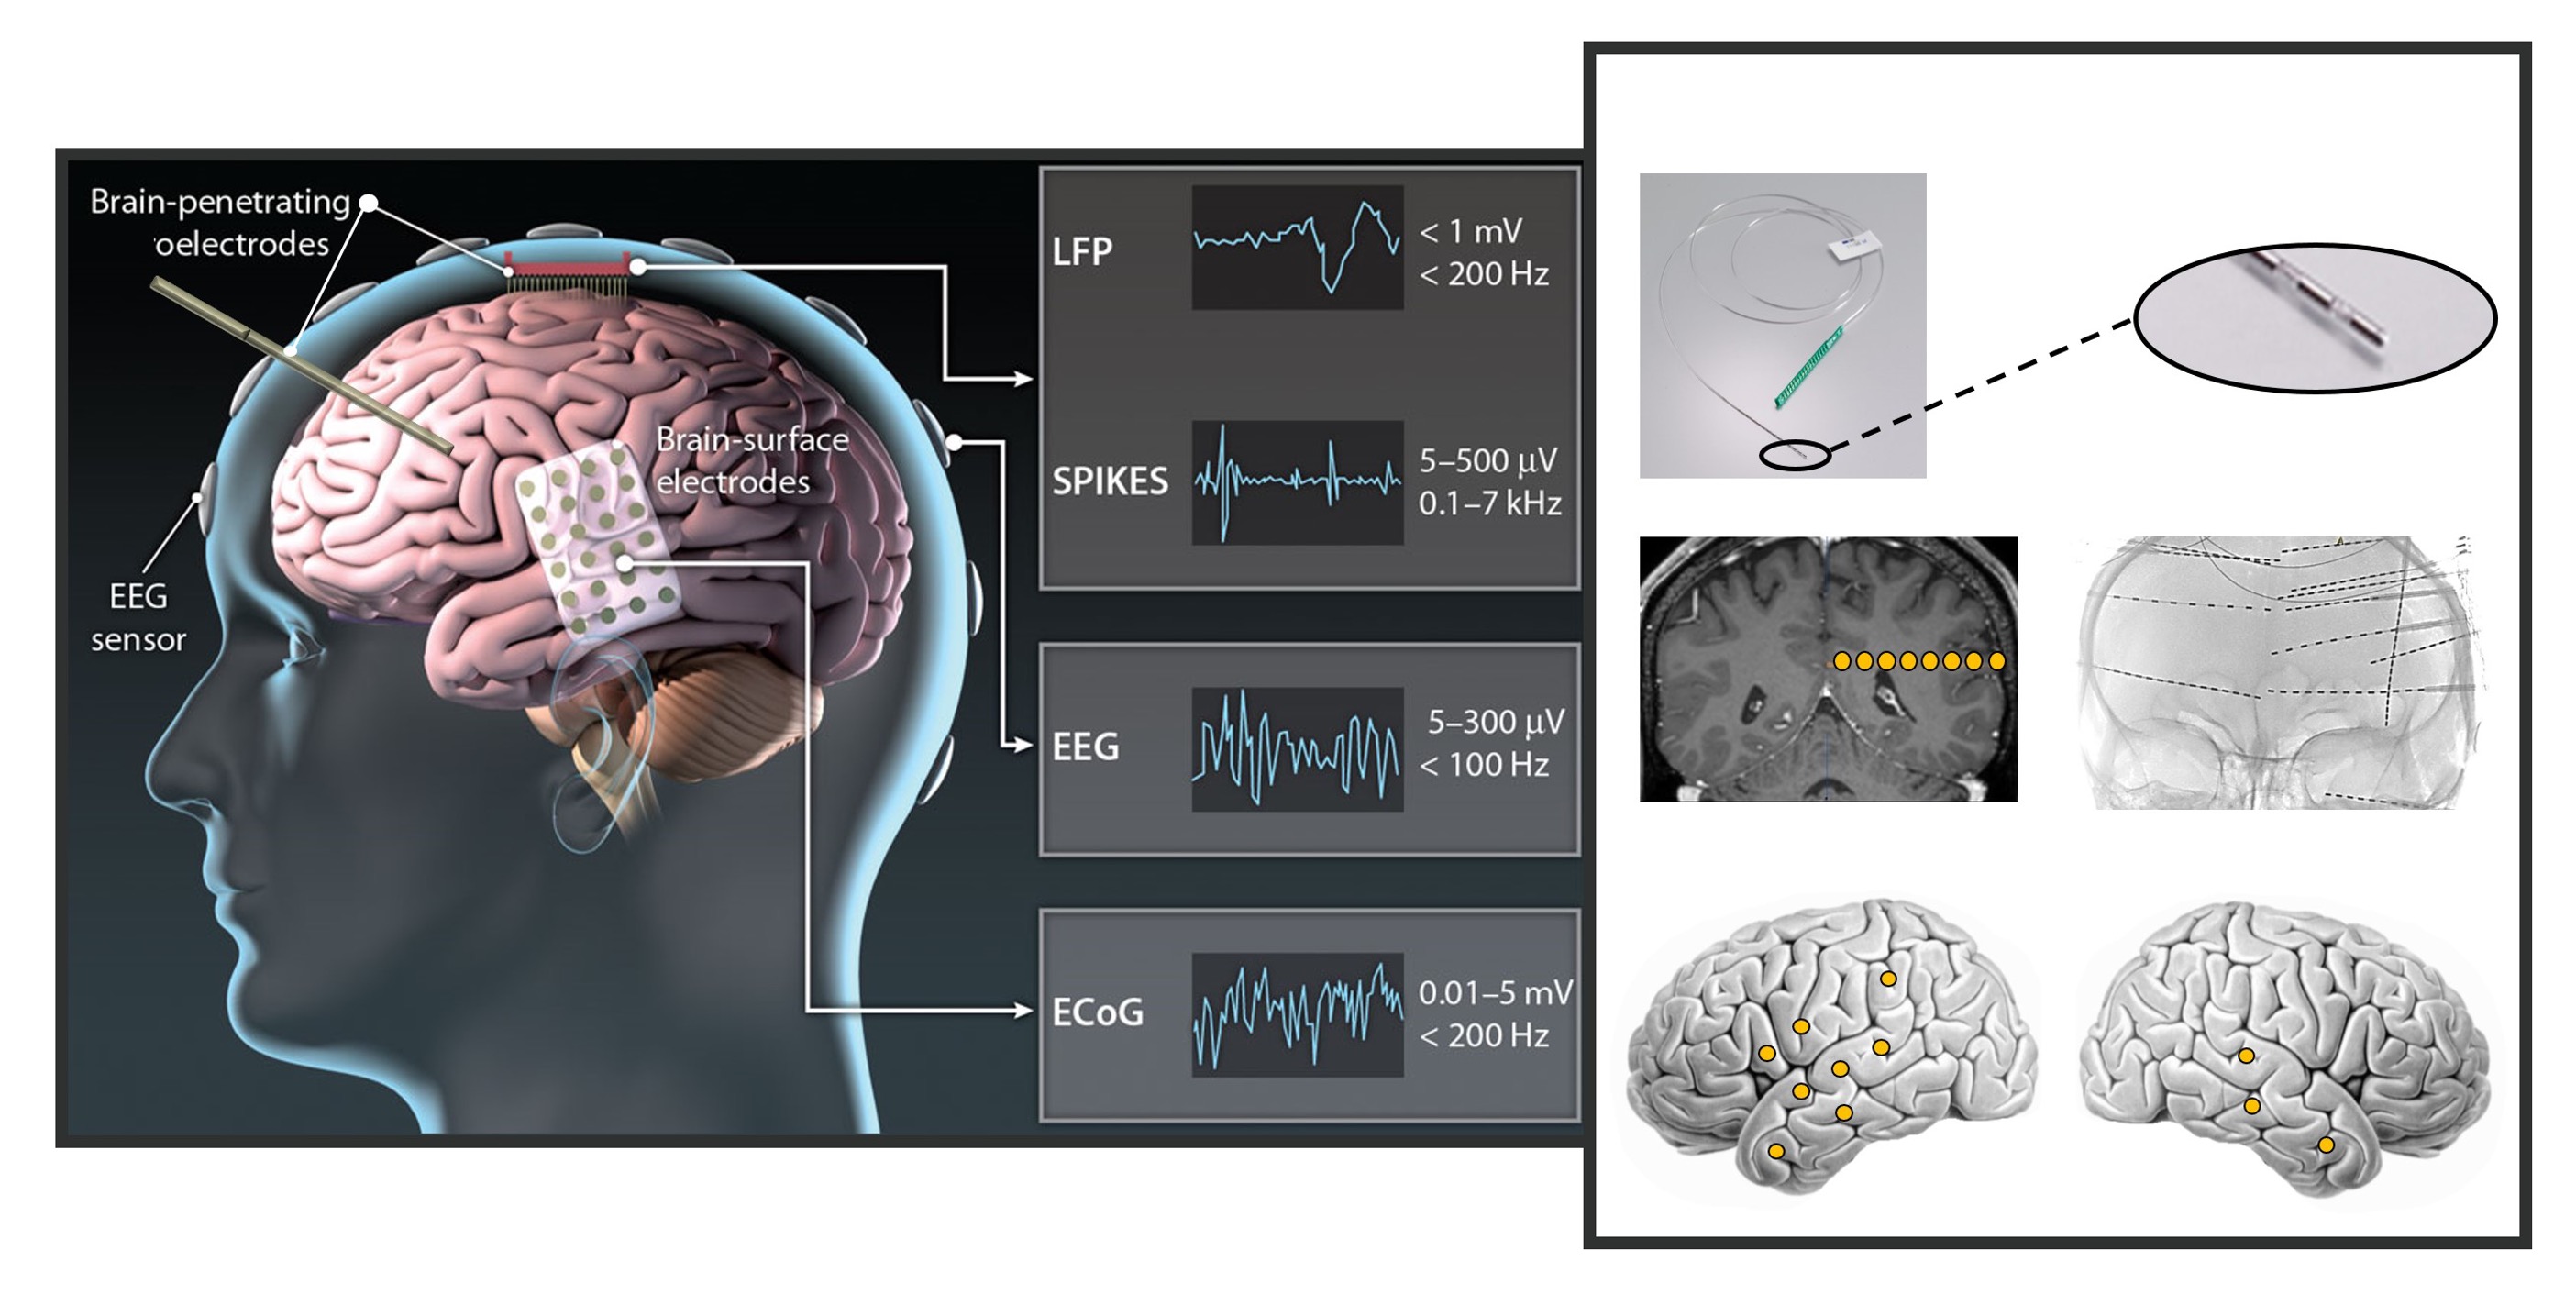 Brain-penetrating
oelectrodes
EEG
sensor
Brain-surface
electrodes
LFP
< 1 mV
< 200 Hz
SPIKES
5–500 µV
0.1–7 kHz
EEG
5–300 µV
< 100 Hz
ECoG
0.01–5 mV
< 200 Hz